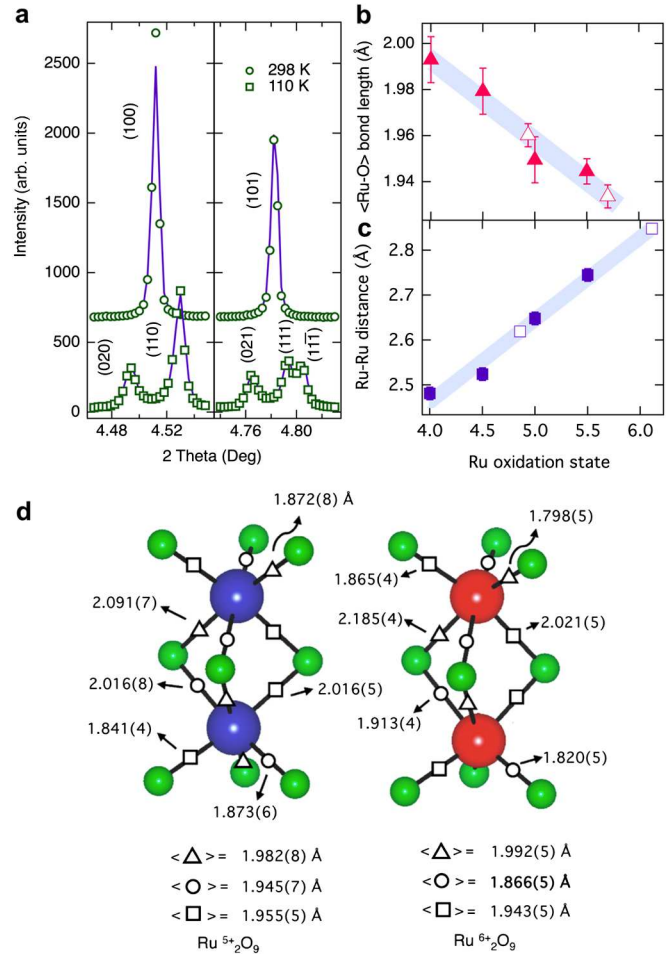 a
Intensity (arb. units)
2500
2000
1500
1000
500
0
(100)
(101)
298 K
110 K
(020)
(110)
(021)
(111)
(11̅1̅)
4.48
4.52
4.76
4.80
2 Theta (Deg)
b
<Ru-O> bond length (Å)
2.00
1.98
1.96
1.94
c
Ru-Ru distance (Å)
2.8
2.7
2.6
2.5
4.0
4.5
5.0
5.5
6.0
Ru oxidation state
d
1.872(8) Å
2.091(7)
2.016(8)
2.016(5)
1.841(4)
1.873(6)
< > = 1.982(8) Å
< > = 1.945(7) Å
< > = 1.955(5) Å
Ru ⁵⁺₂O₉
1.798(5)
1.865(4)
2.185(4)
2.021(5)
1.913(4)
1.820(5)
< > = 1.992(5) Å
< > = 1.866(5) Å
< > = 1.943(5) Å
Ru ⁶⁺₂O₉